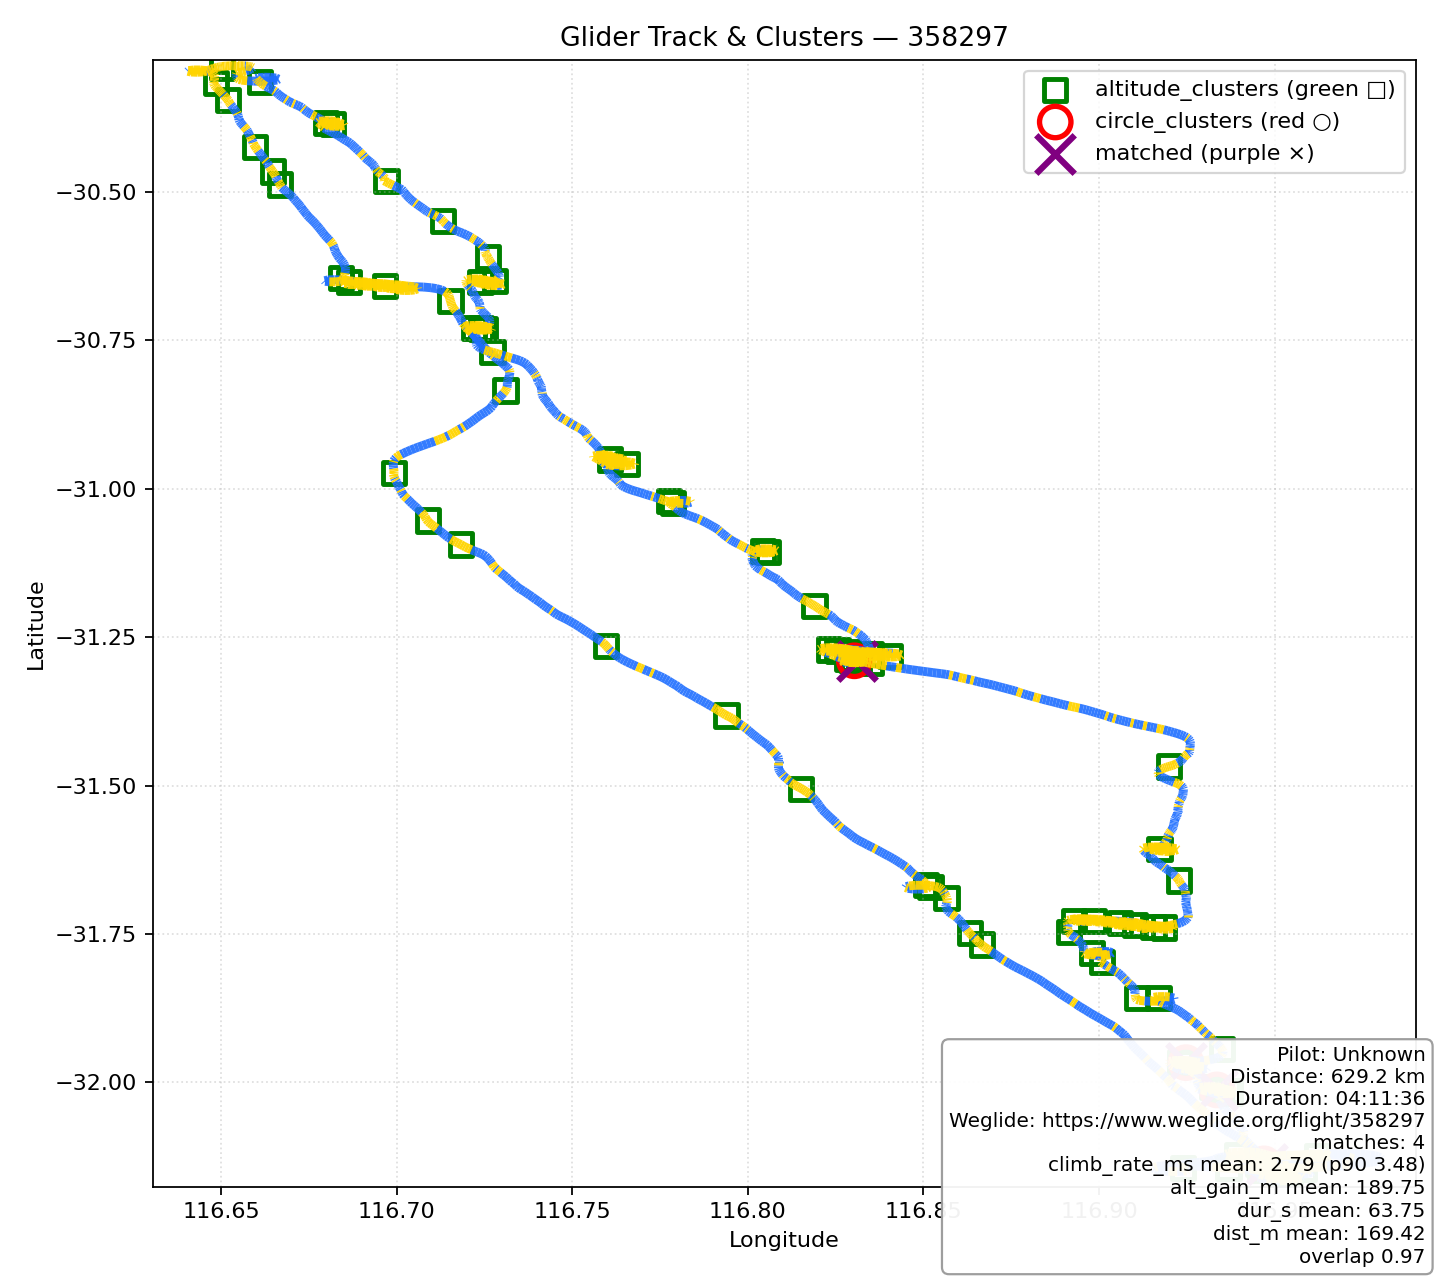 Glider Track & Clusters — 358297
altitude_clusters (green □)
circle_clusters (red ○)
matched (purple ×)
Latitude
−30.50
−30.75
−31.00
−31.25
−31.50
−31.75
−32.00
116.65
116.70
116.75
116.80
116.85
116.90
Longitude
Pilot: Unknown
Distance: 629.2 km
Duration: 04:11:36
Weglide: https://www.weglide.org/flight/358297
matches: 4
climb_rate_ms mean: 2.79 (p90 3.48)
alt_gain_m mean: 189.75
dur_s mean: 63.75
dist_m mean: 169.42
overlap 0.97